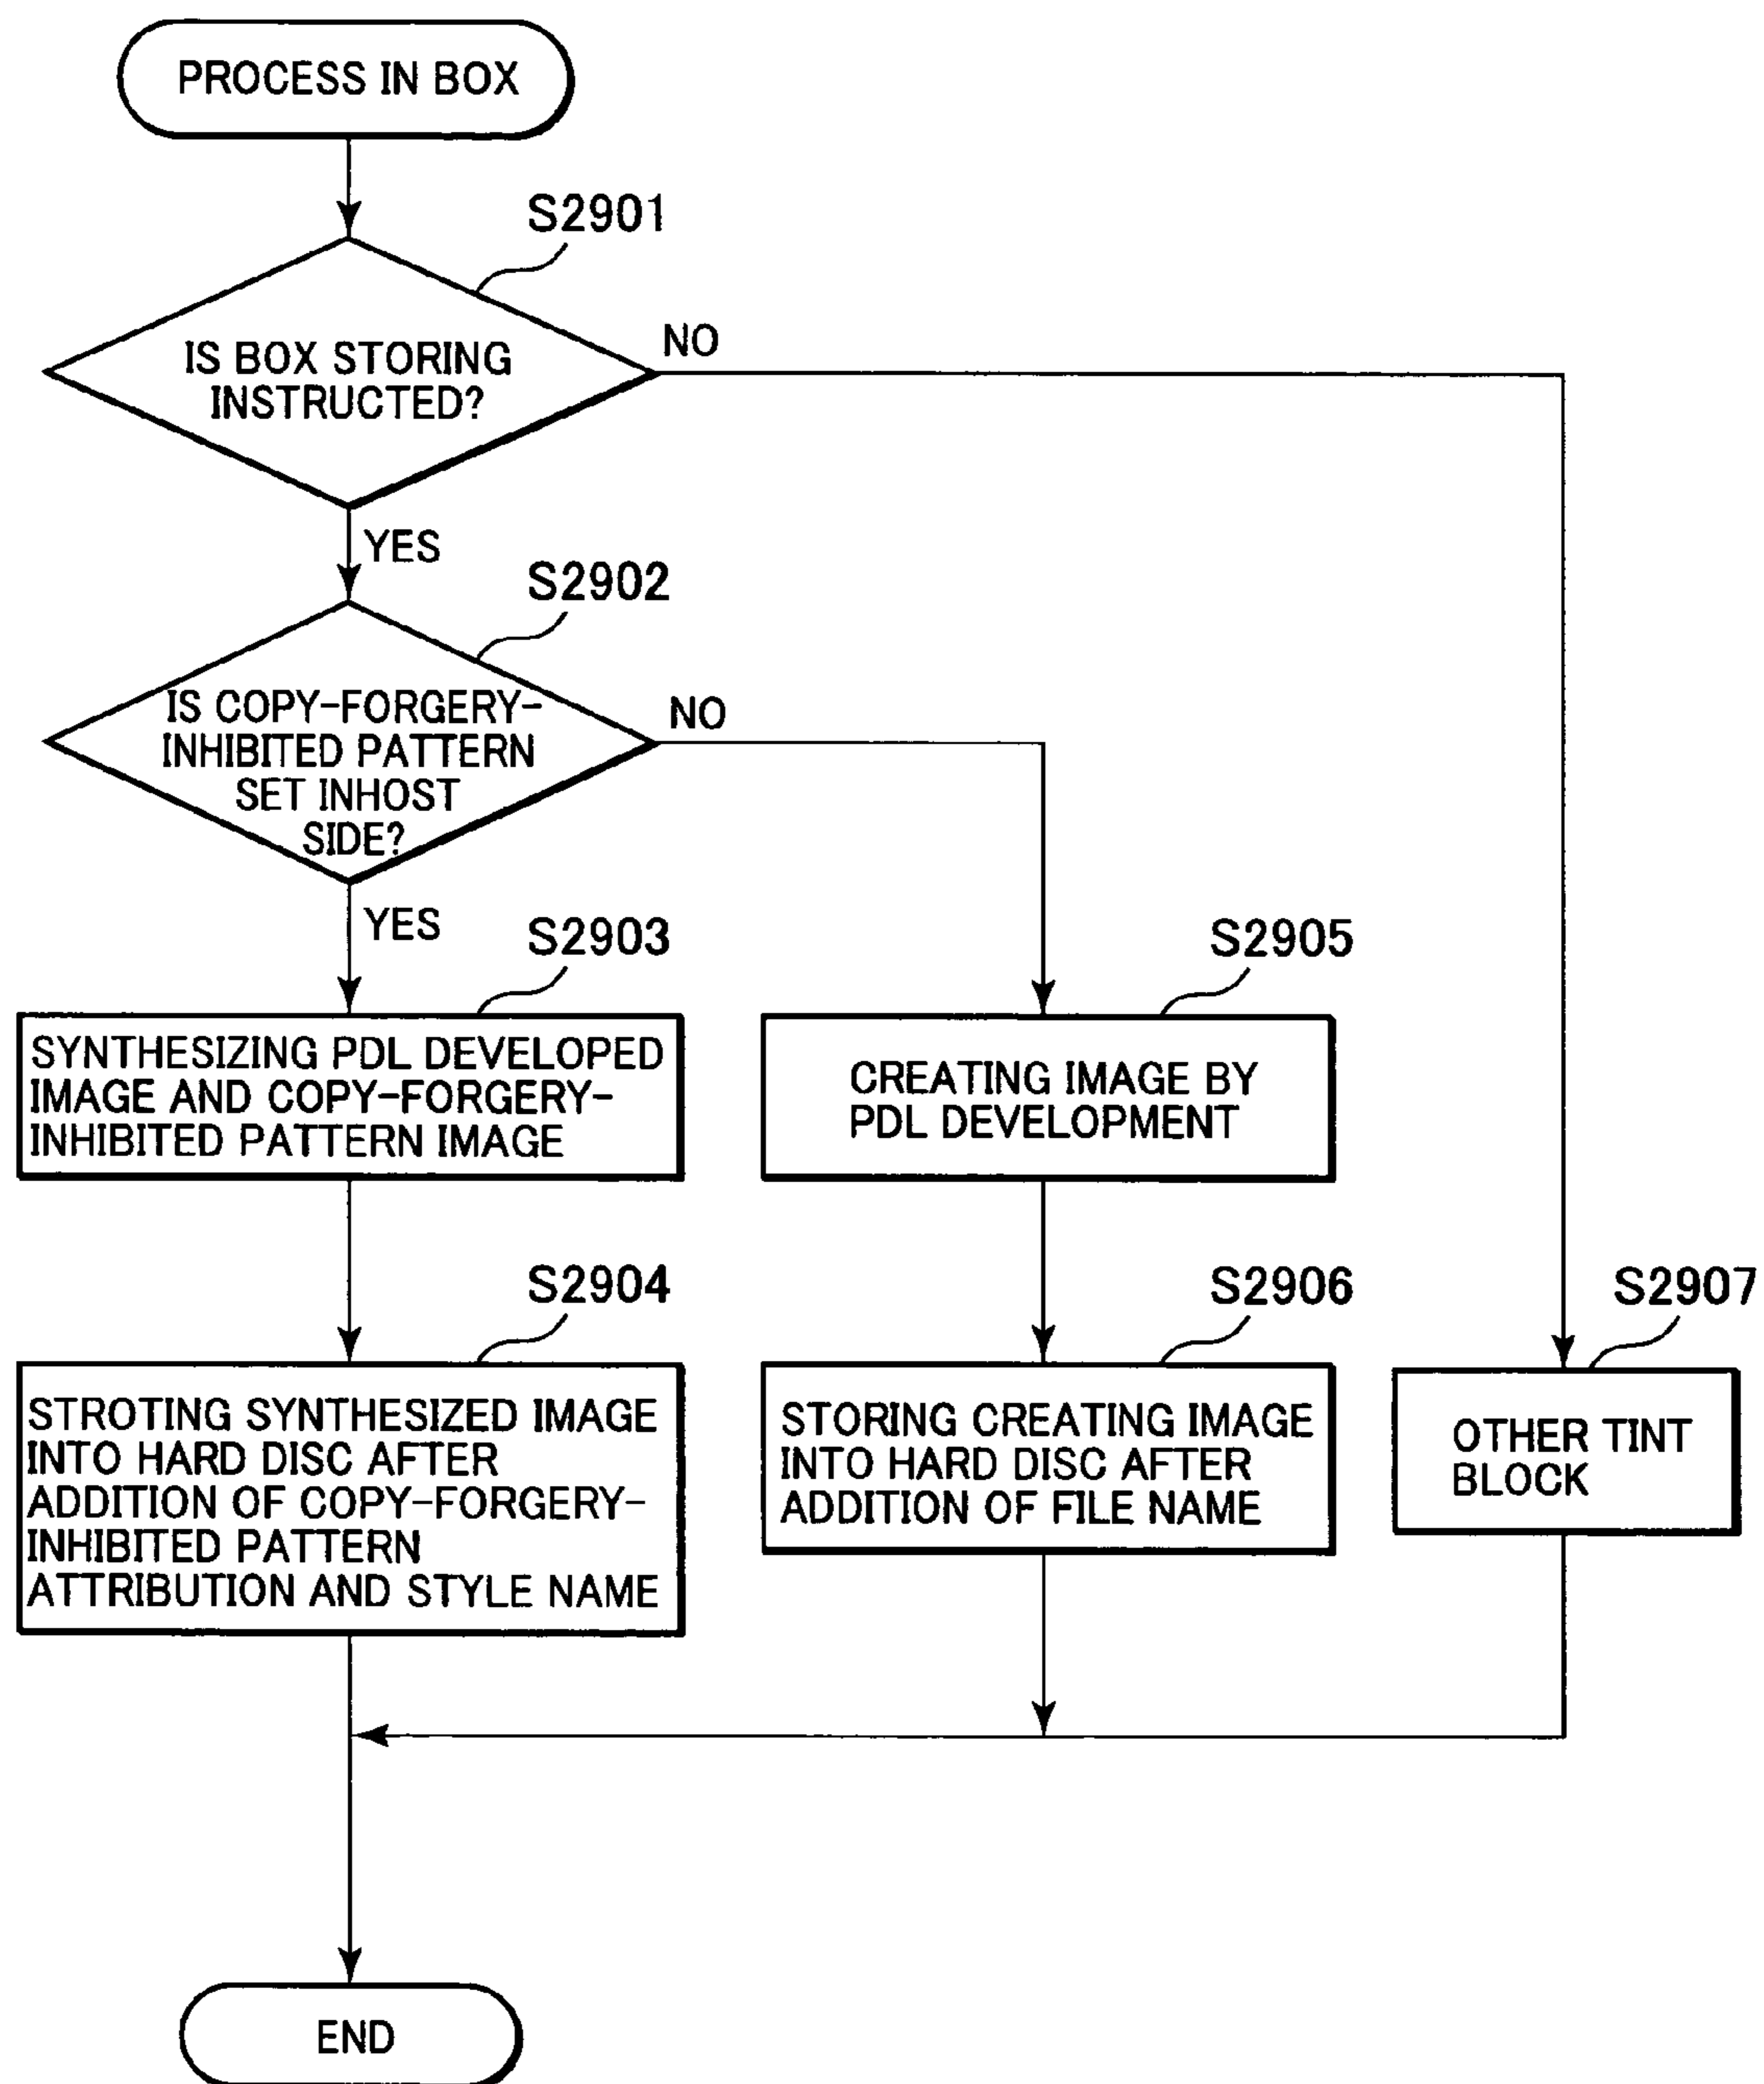 PROCESS IN BOX
S2901
IS BOX STORING
INSTRUCTED?
NO
YES
S2902
IS COPY-FORGERY-
INHIBITED PATTERN
SET INHOST
SIDE?
NO
YES
S2903
SYNTHESIZING PDL DEVELOPED
IMAGE AND COPY-FORGERY-
INHIBITED PATTERN IMAGE
S2905
CREATING IMAGE BY
PDL DEVELOPMENT
S2904
STROTING SYNTHESIZED IMAGE
INTO HARD DISC AFTER
ADDITION OF COPY-FORGERY-
INHIBITED PATTERN
ATTRIBUTION AND STYLE NAME
S2906
STORING CREATING IMAGE
INTO HARD DISC AFTER
ADDITION OF FILE NAME
S2907
OTHER TINT
BLOCK
END